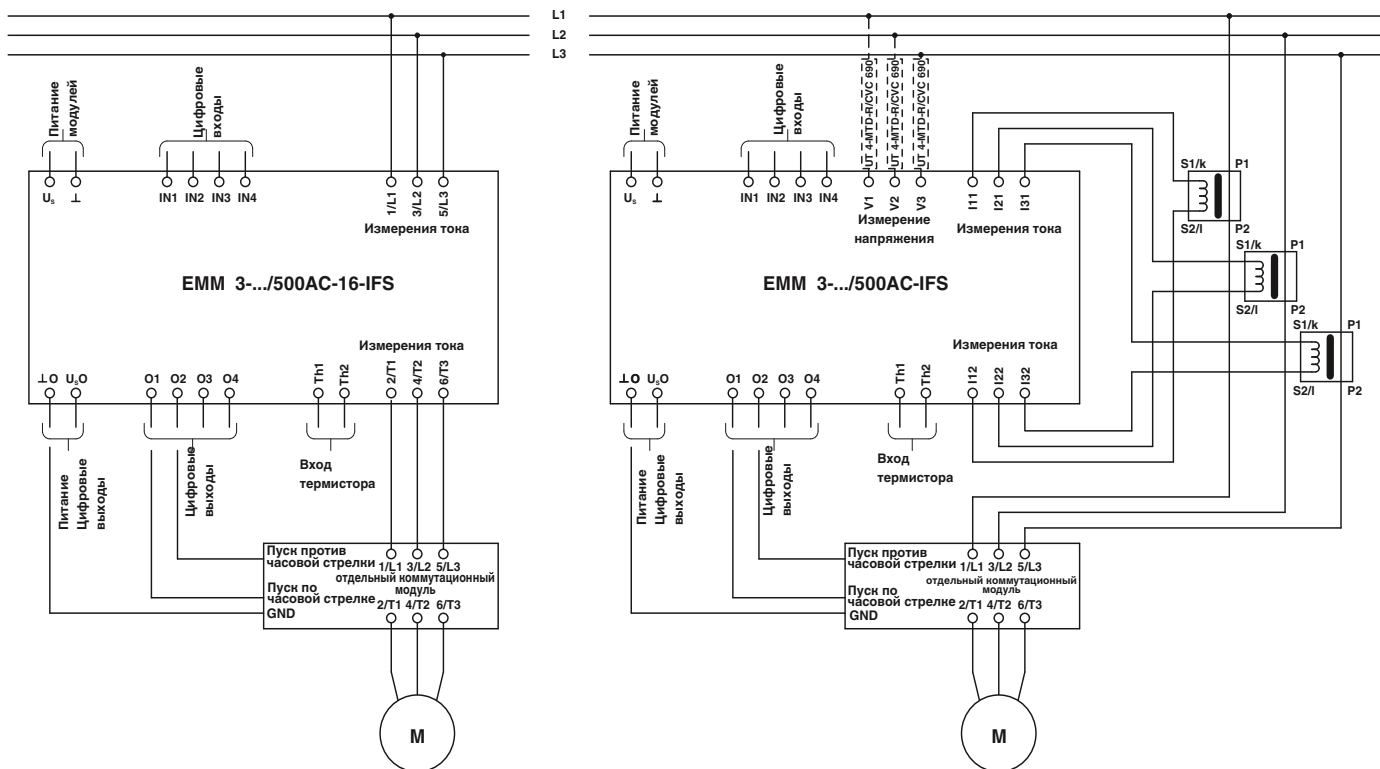 L1
L2
L3
Питание
модулей
Цифровые
входы
Us
⊥
IN1
IN2
IN3
IN4
1/L1
3/L2
5/L3
Измерения тока
EMM 3-.../500AC-16-IFS
Измерения тока
⊥O
UsO
O1
O2
O3
O4
Th1
Th2
2/T1
4/T2
6/T3
Питание
Цифровые
выходы
Цифровые
выходы
Вход
термистора
Пуск против
часовой стрелки
1/L1 3/L2 5/L3
отдельный коммутационный
модуль
Пуск по
часовой стрелке
2/T1 4/T2 6/T3
GND
M
Питание
модулей
Цифровые
входы
UT 4-MTD-R/CVC 690
UT 4-MTD-R/CVC 690
UT 4-MTD-R/CVC 690
Us
⊥
IN1
IN2
IN3
IN4
V1
V2
V3
Измерение
напряжения
I11
I21
I31
Измерения тока
EMM 3-.../500AC-IFS
Измерения тока
⊥O
UsO
O1
O2
O3
O4
Th1
Th2
I12
I22
I32
Питание
Цифровые
выходы
Цифровые
выходы
Вход
термистора
S1/k
P1
S2/l
P2
S1/k
P1
S2/l
P2
S1/k
P1
S2/l
P2
Пуск против
часовой стрелки
1/L1 3/L2 5/L3
отдельный коммутационный
модуль
Пуск по
часовой стрелке
2/T1 4/T2 6/T3
GND
M